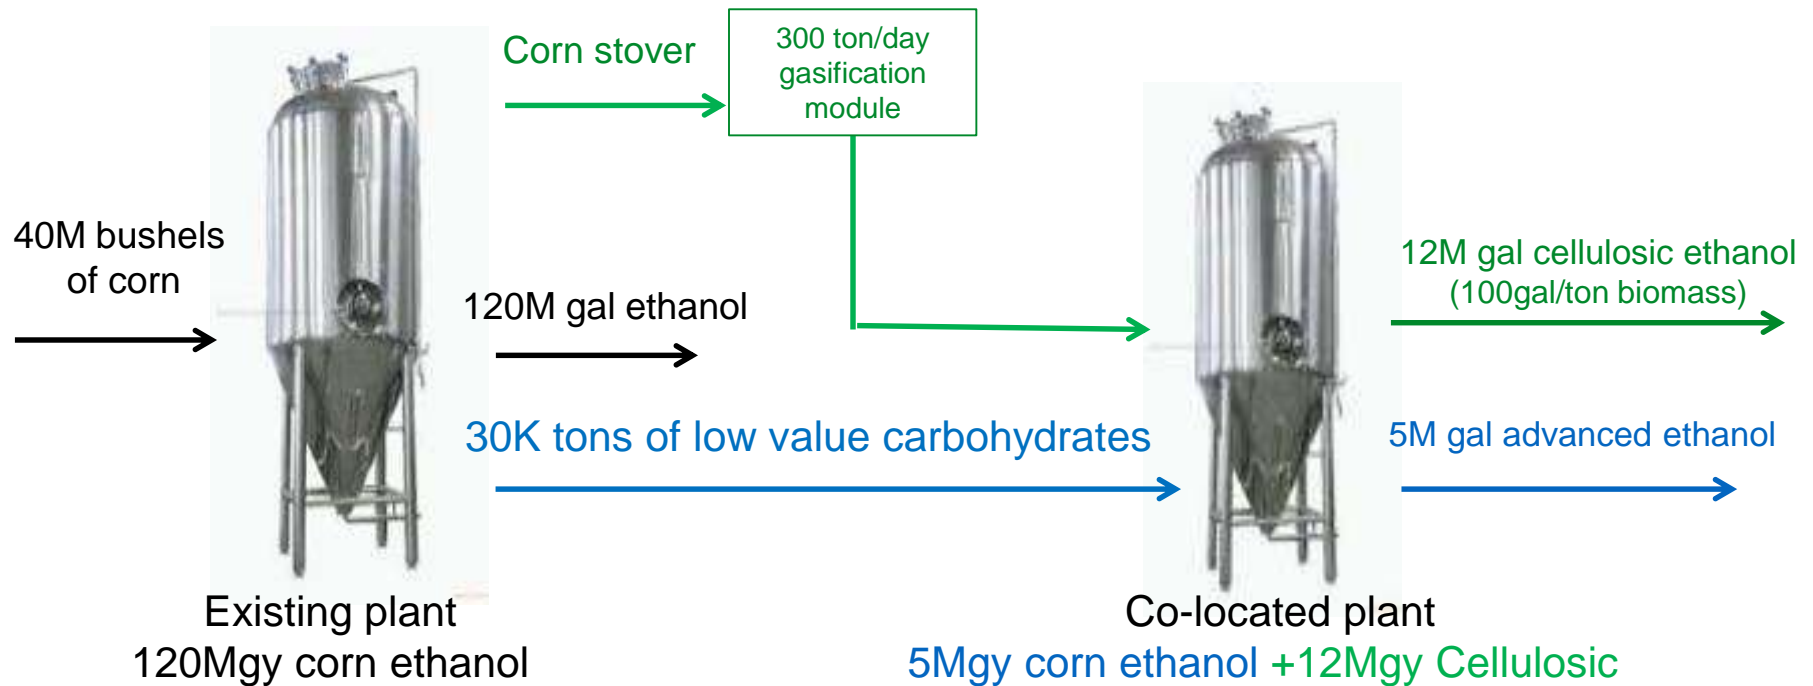 Corn stover
300 ton/day
gasification
module
40M bushels
of corn
120M gal ethanol
12M gal cellulosic ethanol
(100gal/ton biomass)
30K tons of low value carbohydrates
5M gal advanced ethanol
Existing plant
120Mgy corn ethanol
Co-located plant
5Mgy corn ethanol +12Mgy Cellulosic